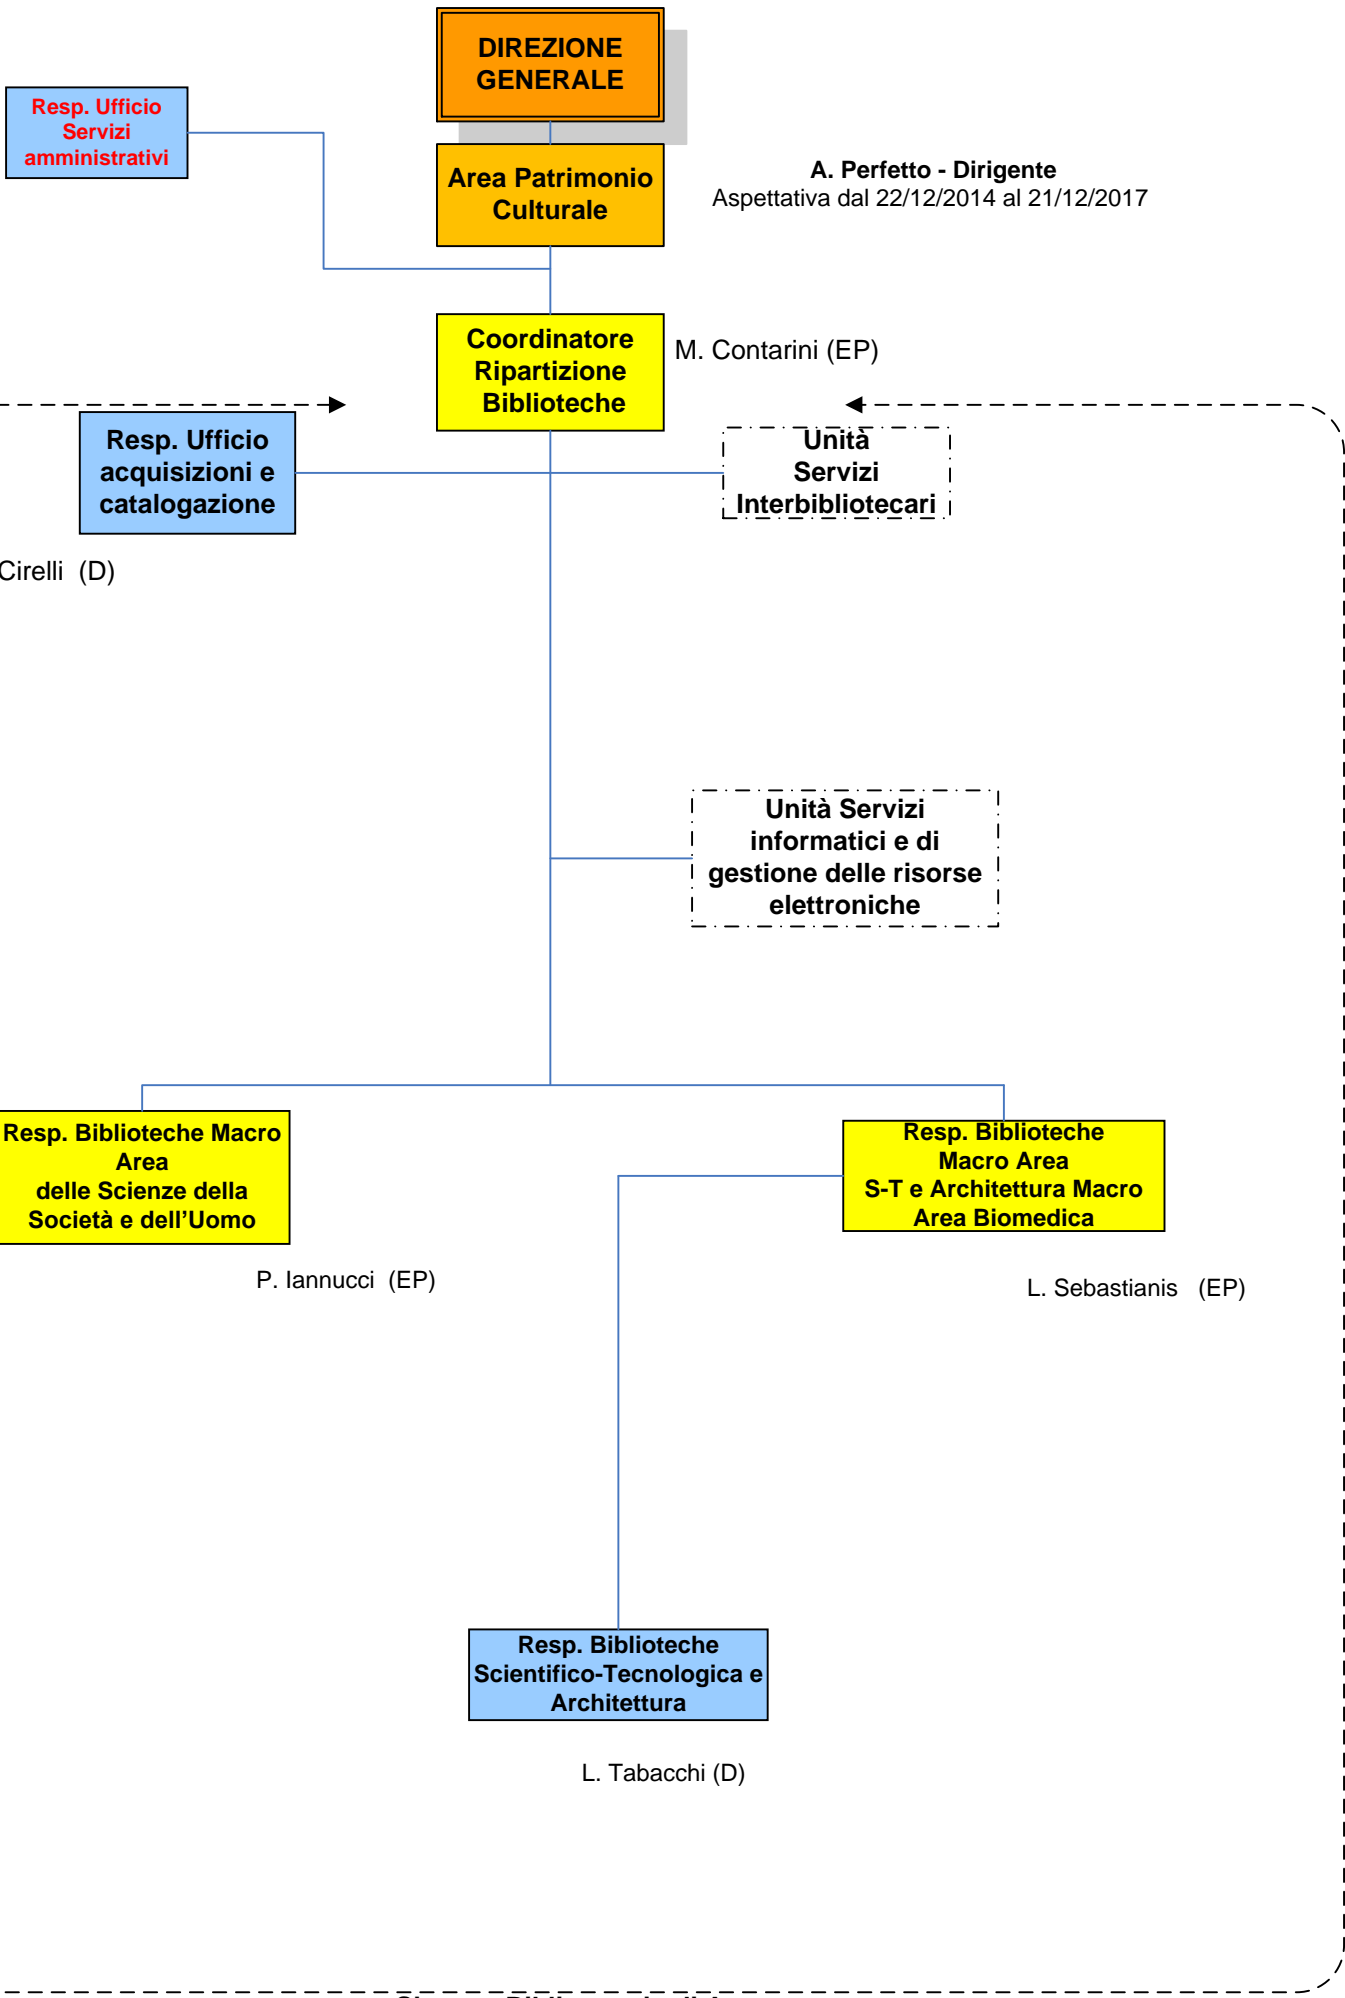 DIREZIONE
GENERALE
Resp. Ufficio
Servizi
amministrativi
Area Patrimonio
Culturale
A. Perfetto - Dirigente
Aspettativa dal 22/12/2014 al 21/12/2017
Coordinatore
Ripartizione
Biblioteche
M. Contarini (EP)
Resp. Ufficio
acquisizioni e
catalogazione
Unità
Servizi
Interbibliotecari
Cirelli (D)
Unità Servizi
informatici e di
gestione delle risorse
elettroniche
Resp. Biblioteche Macro
Area
delle Scienze della
Società e dell'Uomo
Resp. Biblioteche
Macro Area
S-T e Architettura Macro
Area Biomedica
P. Iannucci (EP)
L. Sebastianis (EP)
Resp. Biblioteche
Scientifico-Tecnologica e
Architettura
L. Tabacchi (D)